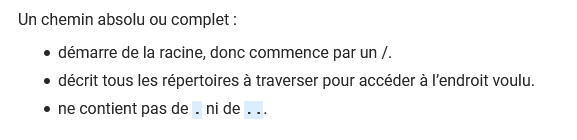 Un chemin absolu ou complet :
• démarre de la racine, donc commence par un /.
• décrit tous les répertoires à traverser pour accéder à l’endroit voulu.
• ne contient pas de . ni de ...